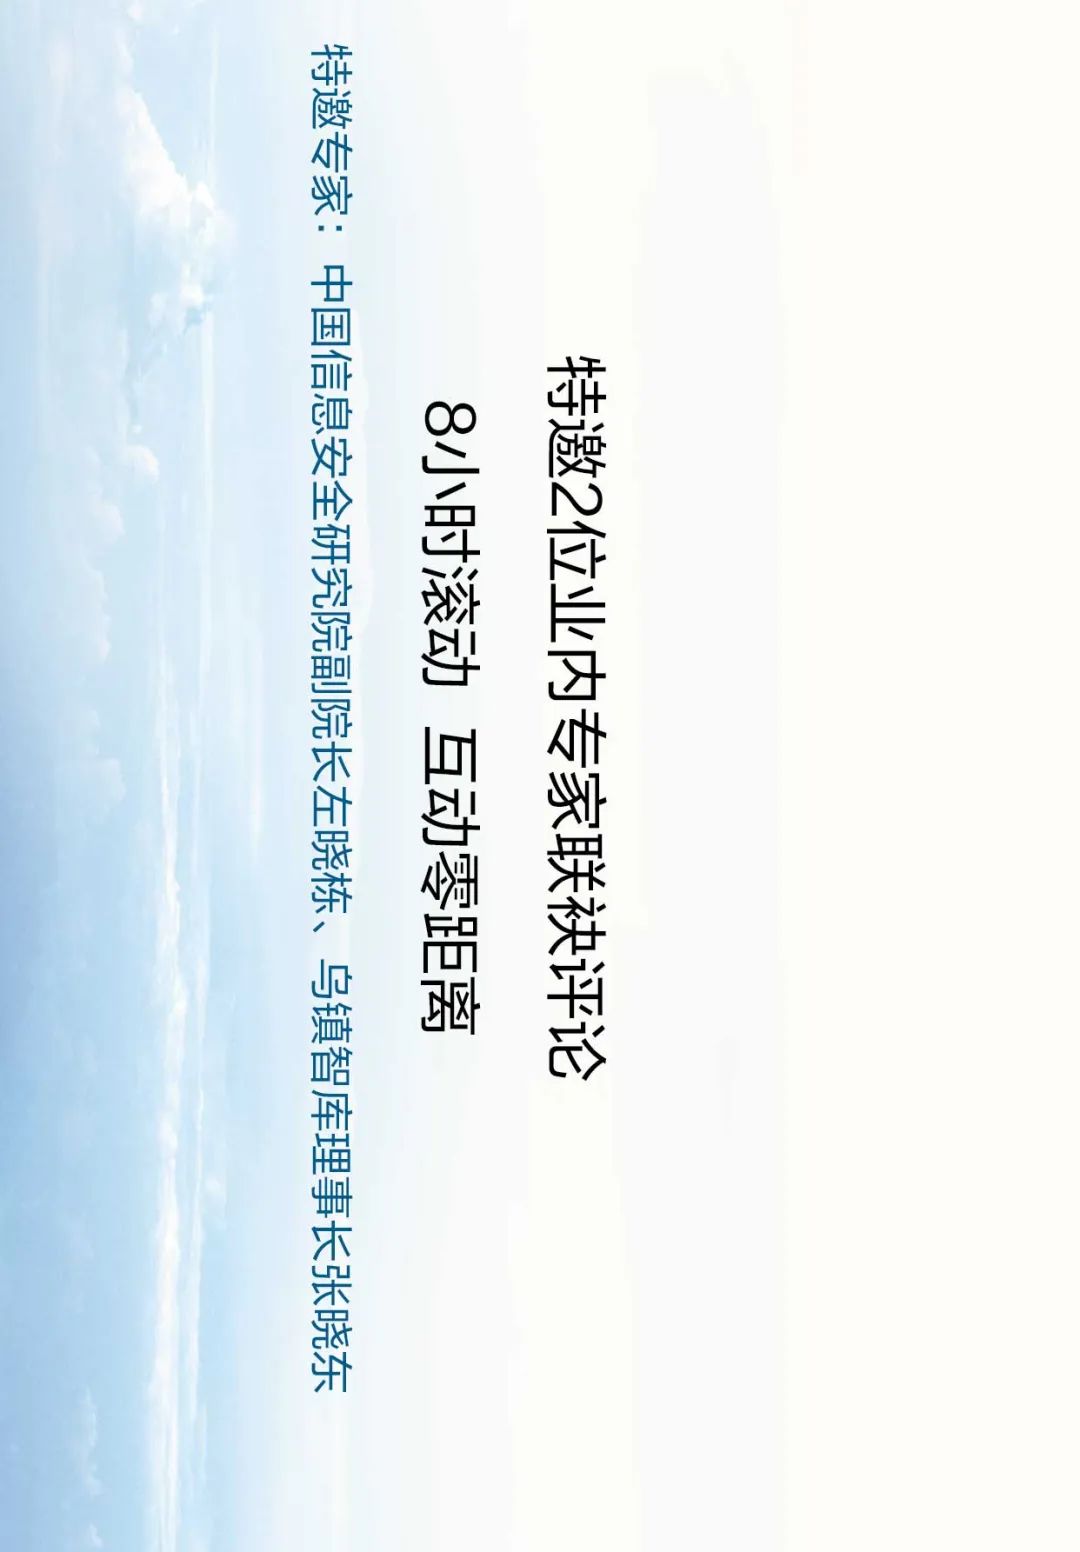 特邀2位业内专家联袂评论
8小时滚动 互动零距离
特邀专家：中国信息安全研究院副院长左晓栋、乌镇智库理事长张晓东